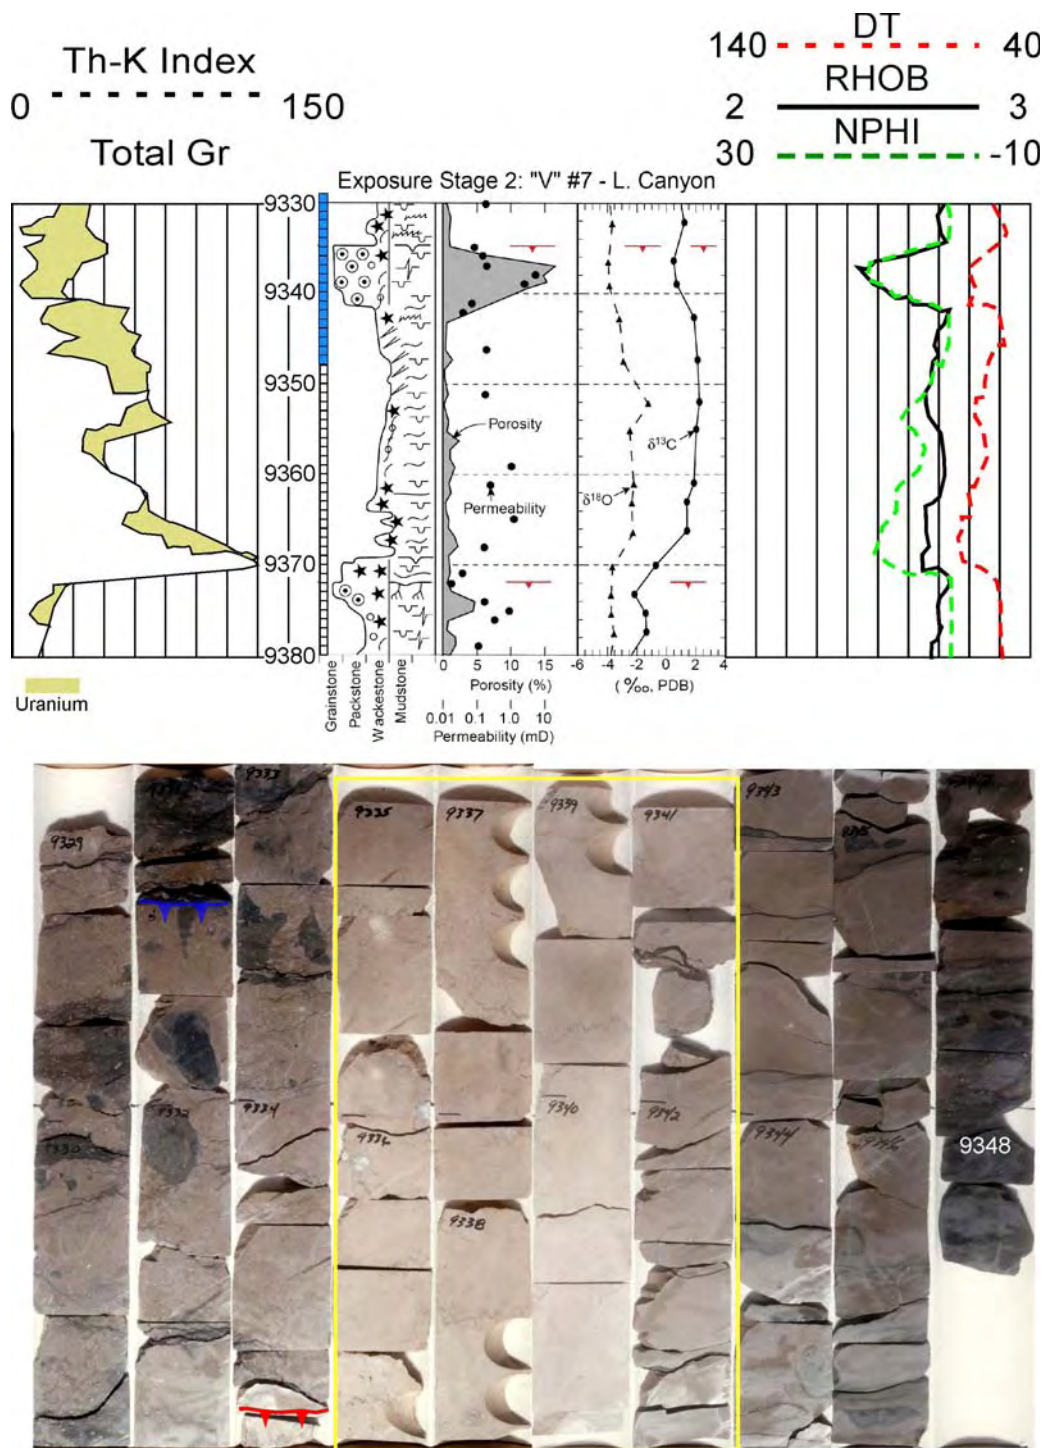 Th-K Index
0 150
Total Gr
DT
140 40
RHOB
2 3
NPHI
30 -10
Exposure Stage 2: "V" #7 - L. Canyon
9330
9340
9350
9360
9370
9380
Porosity
Permeability
δ13C
δ18O
Uranium
Grainstone
Packstone
Wackestone
Mudstone
0 5 10 15
Porosity (%)
0.01 0.1 1.0 10
Permeability (mD)
-6 -4 -2 0 2 4
(‰, PDB)
9333
9329
9335
9337
9339
9341
9343
9345
9330
9332
9334
9336
9338
9340
9342
9344
9346
9348